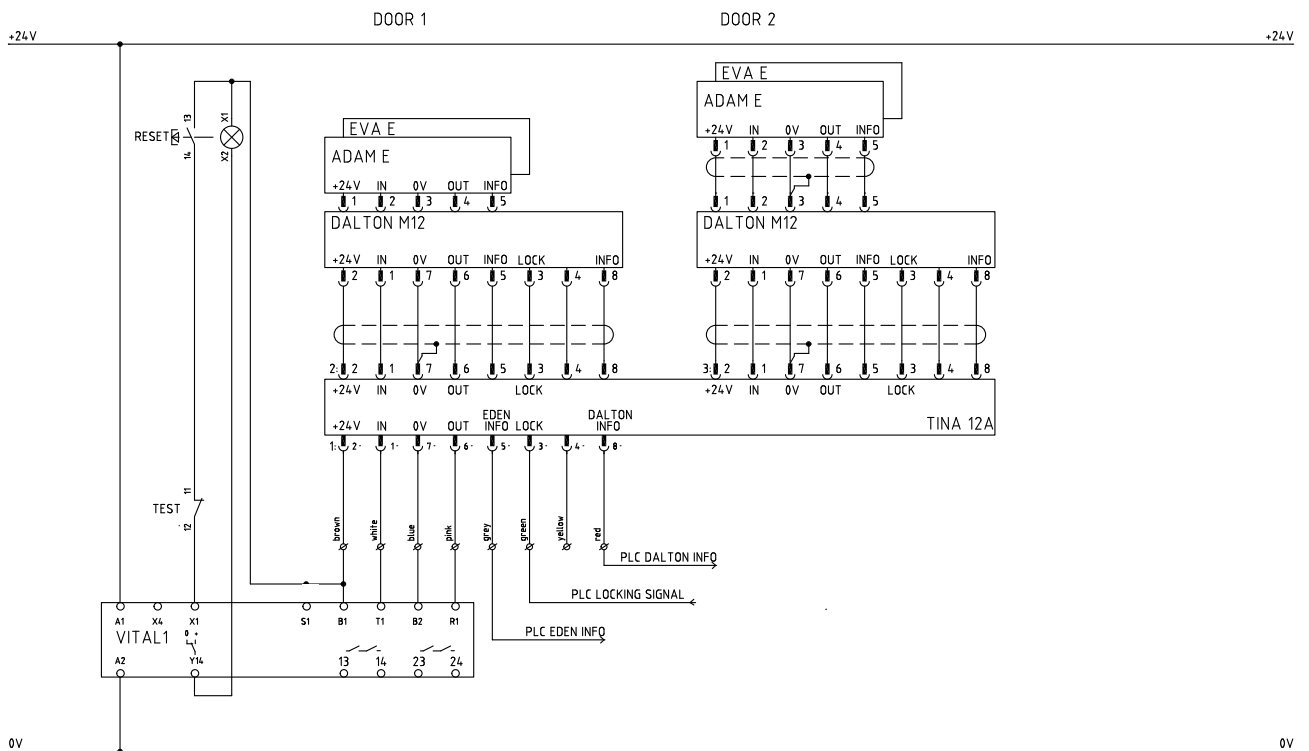 DOOR 1
DOOR 2
+24V
+24V
EVA E
ADAM E
+24V IN 0V OUT INFO
1 2 3 4 5
13
X1
RESET
14
X2
EVA E
ADAM E
+24V IN 0V OUT INFO
1 2 3 4 5
1 2 3 4 5
DALTON M12
DALTON M12
+24V IN 0V OUT INFO LOCK INFO
+24V IN 0V OUT INFO LOCK INFO
2 1 7 6 5 3 4 8
2 1 7 6 5 3 4 8
2: 2 1 7 6 5 3 4 8
3: 2 1 7 6 5 3 4 8
+24V IN 0V OUT LOCK
+24V IN 0V OUT LOCK
EDEN DALTON
+24V IN 0V OUT INFO LOCK INFO
TINA 12A
1: 2 1 7 6 5 3 4 8
11
TEST
12
brown white blue pink grey green yellow red
PLC DALTON INFO
PLC LOCKING SIGNAL
PLC EDEN INFO
A1 X4 X1 S1 B1 T1 B2 R1
VITAL1
0 +
I
A2 Y14 13 14 23 24
0V
0V